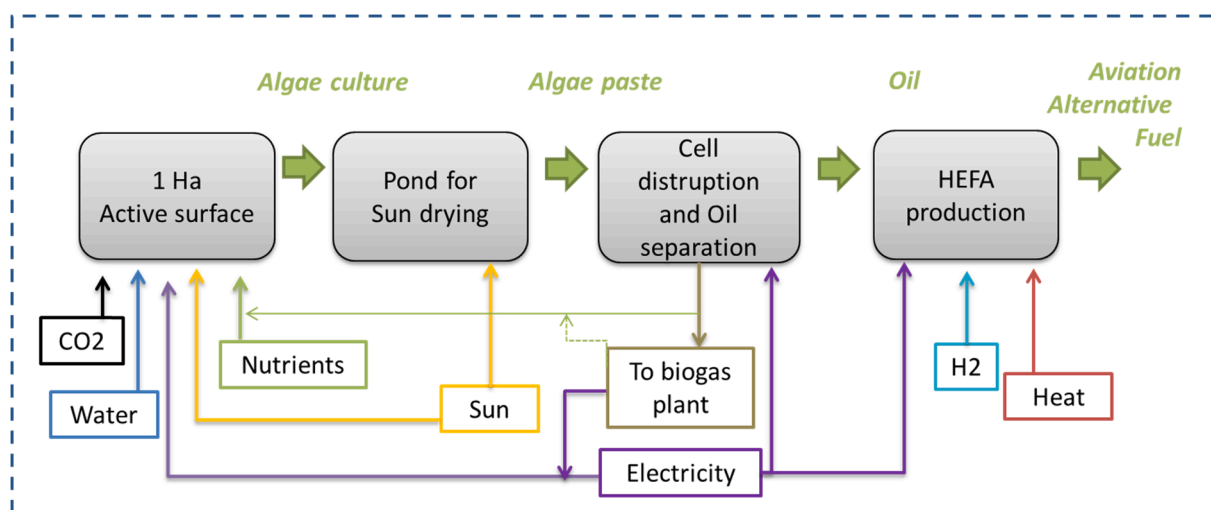 Algae culture
Algae paste
Oil
Aviation
Alternative
Fuel
1 Ha
Active surface
Pond for
Sun drying
Cell
distruption
and Oil
separation
HEFA
production
CO2
Water
Nutrients
Sun
To biogas
plant
Electricity
H2
Heat